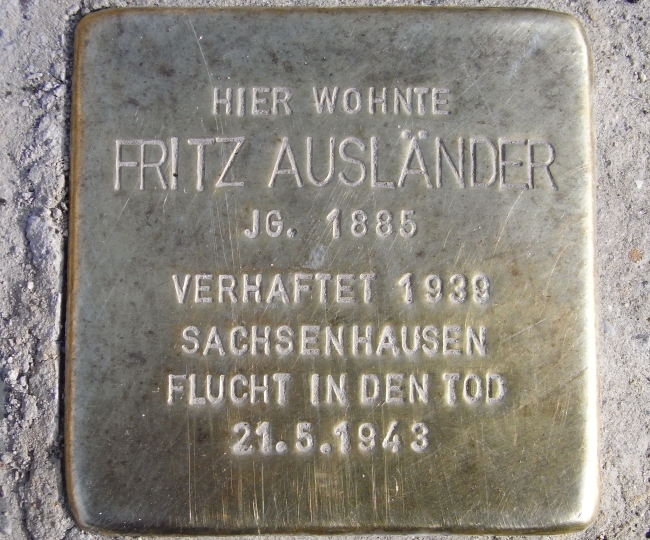 HIER WOHNTE
FRITZ AUSLÄNDER
JG. 1885
VERHAFTET 1939
SACHSENHAUSEN
FLUCHT IN DEN TOD
21.5.1943